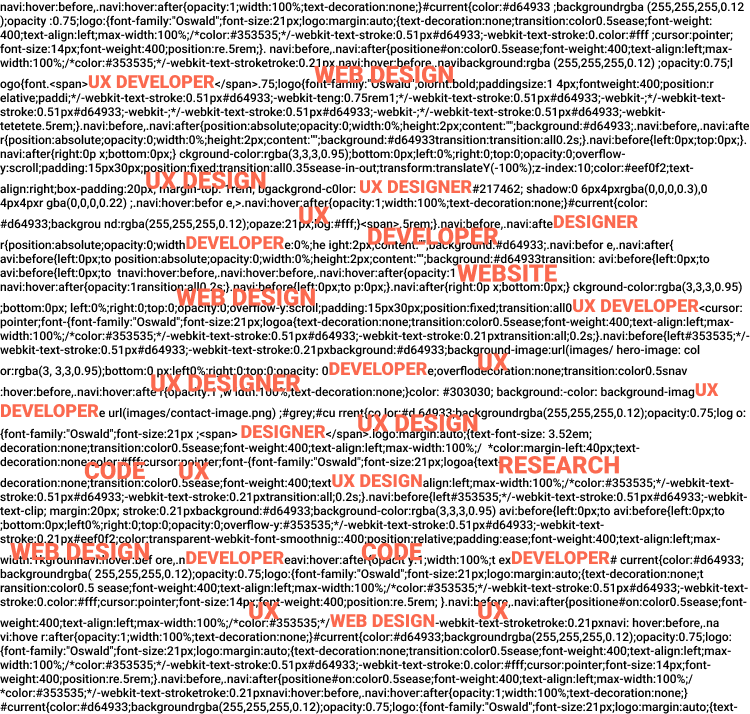 hover:before,.navi:hover:after{opacity:1;width:100%;text-decoration:none;}#current{color:#d64933 ;backgroundrgba (255,255,255,0.12
) ;opacity :0.75;logo:{font-family:"Oswald";font-size:21px;logo:margin:auto;{text-decoration:none;transition:color0.5sease;font-weight:
400;text-align:left;max-width:100%;/*color:#353535;*/-webkit-text-stroke:0.51px#d64933;-webkit-text-stroke:0.color:#fff ;cursor:pointer;
font-size:14px;font-weight:400;position:re.5rem;}. navi:before,.navi:after{positione#on:color0.5sease;font-weight:400;text-align:left;max-
width:100%;/*color:#353535;*/-webkit-text-stroketroke:0.21px navi:hover:before,.navibackground:rgba (255,255,255,0.12) ;opacity:0.75;l
WEB DESIGN
ogo{font.<span>UX DEVELOPER</span>.75;logo{font-family:"Oswald";olornt:bold;paddingsize:1 4px;fontweight:400;position:r
elative;paddi;*/-webkit-text-stroke:0.51px#d64933;-webkit-teng:0.75rem1;*/-webkit-text-stroke:0.51px#d64933;-webkit-text-
stroke:0.51px#d64933;-webkit-;*/-webkit-text-stroke:0.51px#d64933;-webkit-;*/-webkit-text-stroke:0.51px#d64933;-webkit-
tetetete.5rem;}.navi:before,.navi:after{position:absolute;opacity:0;width:0%;height:2px;content:"";background:#d64933;.navi:before,.navi:afte
r{position:absolute;opacity:0;width:0%;height:2px;content:"";background:#d64933transition:transition:all0.2s;}.navi:before{left:0px;top:0px;}.
navi:after{right:0p x;bottom:0px;} ckground-color:rgba(3,3,3,0.95);bottom:0px;left:0%;right:0;top:0;opacity:0;overflow-
y:scroll;padding:15px30px;position:fixed;transition:all0.35sease-in-out;transform:translateY(-100%);z-index:10;color:#eef0f2;text-
UX DESIGN
align:right;box-padding:20px; margin-top: 1rem; bgackgrond-c0lor: UX DESIGNER#217462; shadow:0 6px4pxrgba(0,0,0,0.3),0
4px4pxr gba(0,0,0,0.22) ;.navi:hover:befor e,>.navi:hover:after{opacity:1;width:100%;text-decoration:none;}#current{color:
UX
#d64933;backgrou nd:rgba(255,255,255,0.12);opaze:21px;log:#fff;}<span>.5rem;}.navi:before,.navi:afteDESIGNER
DEVELOPER
r{position:absolute;opacity:0;widthDEVELOPERe:0%;he ight:2px;content:"";background:#d64933;.navi:befor e,.navi:after{
avi:before{left:0px;to position:absolute;opacity:0;width:0%;height:2px;content:"";background:#d64933transition: avi:before{left:0px;to
avi:before{left:0px;to  tnavi:hover:before,.navi:hover:before,.navi:hover:after{opacity:1WEBSITE
navi:hover:after{opacity:1ransition:all0.2s;}.navi:before{left:0px;to p:0px;}.navi:after{right:0p x;bottom:0px;} ckground-color:rgba(3,3,3,0.95)
WEB DESIGN
;bottom:0px; left:0%;right:0;top:0;opacity:0;overflow-y:scroll;padding:15px30px;position:fixed;transition:all0UX DEVELOPER<cursor:
pointer;font-{font-family:"Oswald";font-size:21px;logoa{text-decoration:none;transition:color0.5sease;font-weight:400;text-align:left;max-
width:100%;/*color:#353535;*/-webkit-text-stroke:0.51px#d64933;-webkit-text-stroke:0.21pxtransition:all;0.2s;}.navi:before{left#353535;*/-
webkit-text-stroke:0.51px#d64933;-webkit-text-stroke:0.21pxbackground:#d64933;background-image:url(images/ hero-image: col
UX
or:rgba(3, 3,3,0.95);bottom:0 px:left0%;right:0:top:0:opacity: 0DEVELOPERe;overflodecoration:none;transition:color0.5snav
UX DESIGNER
:hover:before,.navi:hover:afte r{opacity:1 ;w idth:100%;text-decoration:none;}color: #303030; background:-color: background-imagUX
DEVELOPERe url(images/contact-image.png) ;#grey;#cu rrent{co lor:#d 64933;backgroundrgba(255,255,255,0.12);opacity:0.75;log o:
UX DESIGN
{font-family:"Oswald";font-size:21px ;<span> DESIGNER</span>.logo:margin:auto;{text-font-size: 3.52em;
decoration:none;transition:color0.5sease;font-weight:400;text-align:left;max-width:100%;/  *color:margin-left:40px;text-
decoration:none;color:#fff;cursor:pointer;font-{font-family:"Oswald";font-size:21px;logoa{textRESEARCH
CODE UX
decoration:none;transition:color0.5sease;font-weight:400;textUX DESIGNalign:left;max-width:100%;/*color:#353535;*/-webkit-text-
stroke:0.51px#d64933;-webkit-text-stroke:0.21pxtransition:all;0.2s;}.navi:before{left#353535;*/-webkit-text-stroke:0.51px#d64933;-webkit-
text-clip; margin:20px; stroke:0.21pxbackground:#d64933;background-color:rgba(3,3,3,0.95) avi:before{left:0px;to avi:before{left:0px;to
;bottom:0px;left0%;right:0;top:0;opacity:0;overflow-y:#353535;*/-webkit-text-stroke:0.51px#d64933;-webkit-text-
stroke:0.21px#eef0f2;color:transparent-webkit-font-smoothnig::400;position:relative;padding:ease;font-weight:400;text-align:left;max-
WEB DESIGN CODE
width:1kgrounnavi:hover:bef ore,.nDEVELOPEReavi:hover:after{opacit y:1;width:100%;t exDEVELOPER# current{color:#d64933;
backgroundrgba( 255,255,255,0.12);opacity:0.75;logo:{font-family:"Oswald";font-size:21px;logo:margin:auto;{text-decoration:none;t
ransition:color0.5 sease;font-weight:400;text-align:left;max-width:100%;/*color:#353535;*/-webkit-text-stroke:0.51px#d64933;-webkit-text-
stroke:0.color:#fff;cursor:pointer;font-size:14px;font-weight:400;position:re.5rem; }.navi:before,.navi:after{positione#on:color0.5sease;font-
UX UX
weight:400;text-align:left;max-width:100%;/*color:#353535;*/WEB DESIGN-webkit-text-stroketroke:0.21pxnavi: hover:before,.na
vi:hove r:after{opacity:1;width:100%;text-decoration:none;}#current{color:#d64933;backgroundrgba(255,255,255,0.12);opacity:0.75;logo:
{font-family:"Oswald";font-size:21px;logo:margin:auto;{text-decoration:none;transition:color0.5sease;font-weight:400;text-align:left;max-
width:100%;/*color:#353535;*/-webkit-text-stroke:0.51px#d64933;-webkit-text-stroke:0.color:#fff;cursor:pointer;font-size:14px;font-
weight:400;position:re.5rem;}.navi:before,.navi:after{positione#on:color0.5sease;font-weight:400;text-align:left;max-width:100%;/
*color:#353535;*/-webkit-text-stroketroke:0.21pxnavi:hover:before,.navi:hover:after{opacity:1;width:100%;text-decoration:none;}
#current{color:#d64933;backgroundrgba(255,255,255,0.12);opacity:0.75;logo:{font-family:"Oswald";font-size:21px;logo:margin:auto;{text-